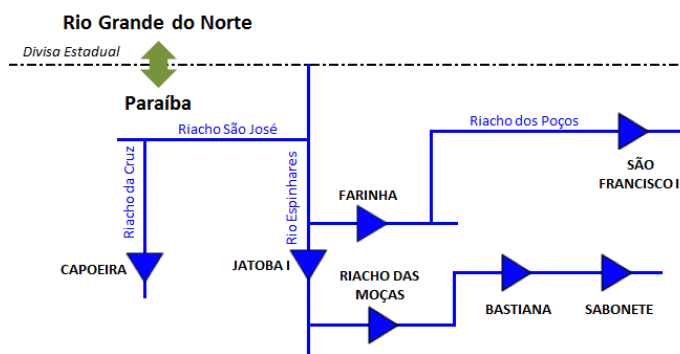 Rio Grande do Norte
Divisa Estadual
Paraíba
Riacho São José
Riacho dos Poços
Riacho da Cruz
Rio Espinhares
SÃO
FRANCISCO I
FARINHA
CAPOEIRA
JATOBA I
RIACHO DAS
MOÇAS
BASTIANA
SABONETE